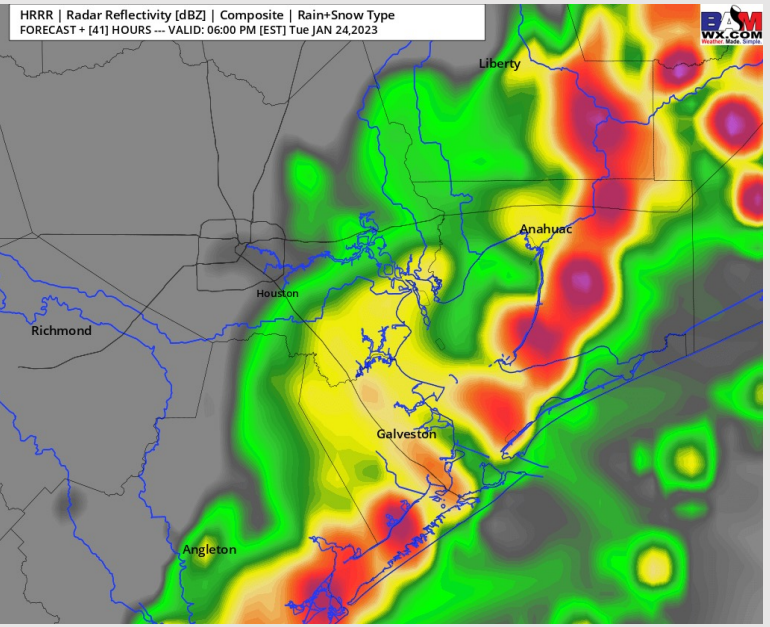 HRRR | Radar Reflectivity [dBZ] | Composite | Rain+Snow Type
FORECAST + [41] HOURS --- VALID: 06:00 PM [EST] Tue JAN 24,2023
BAM
WX.COM
Weather. Made. Simple.
Liberty
Anahuac
Houston
Richmond
Galveston
Angleton